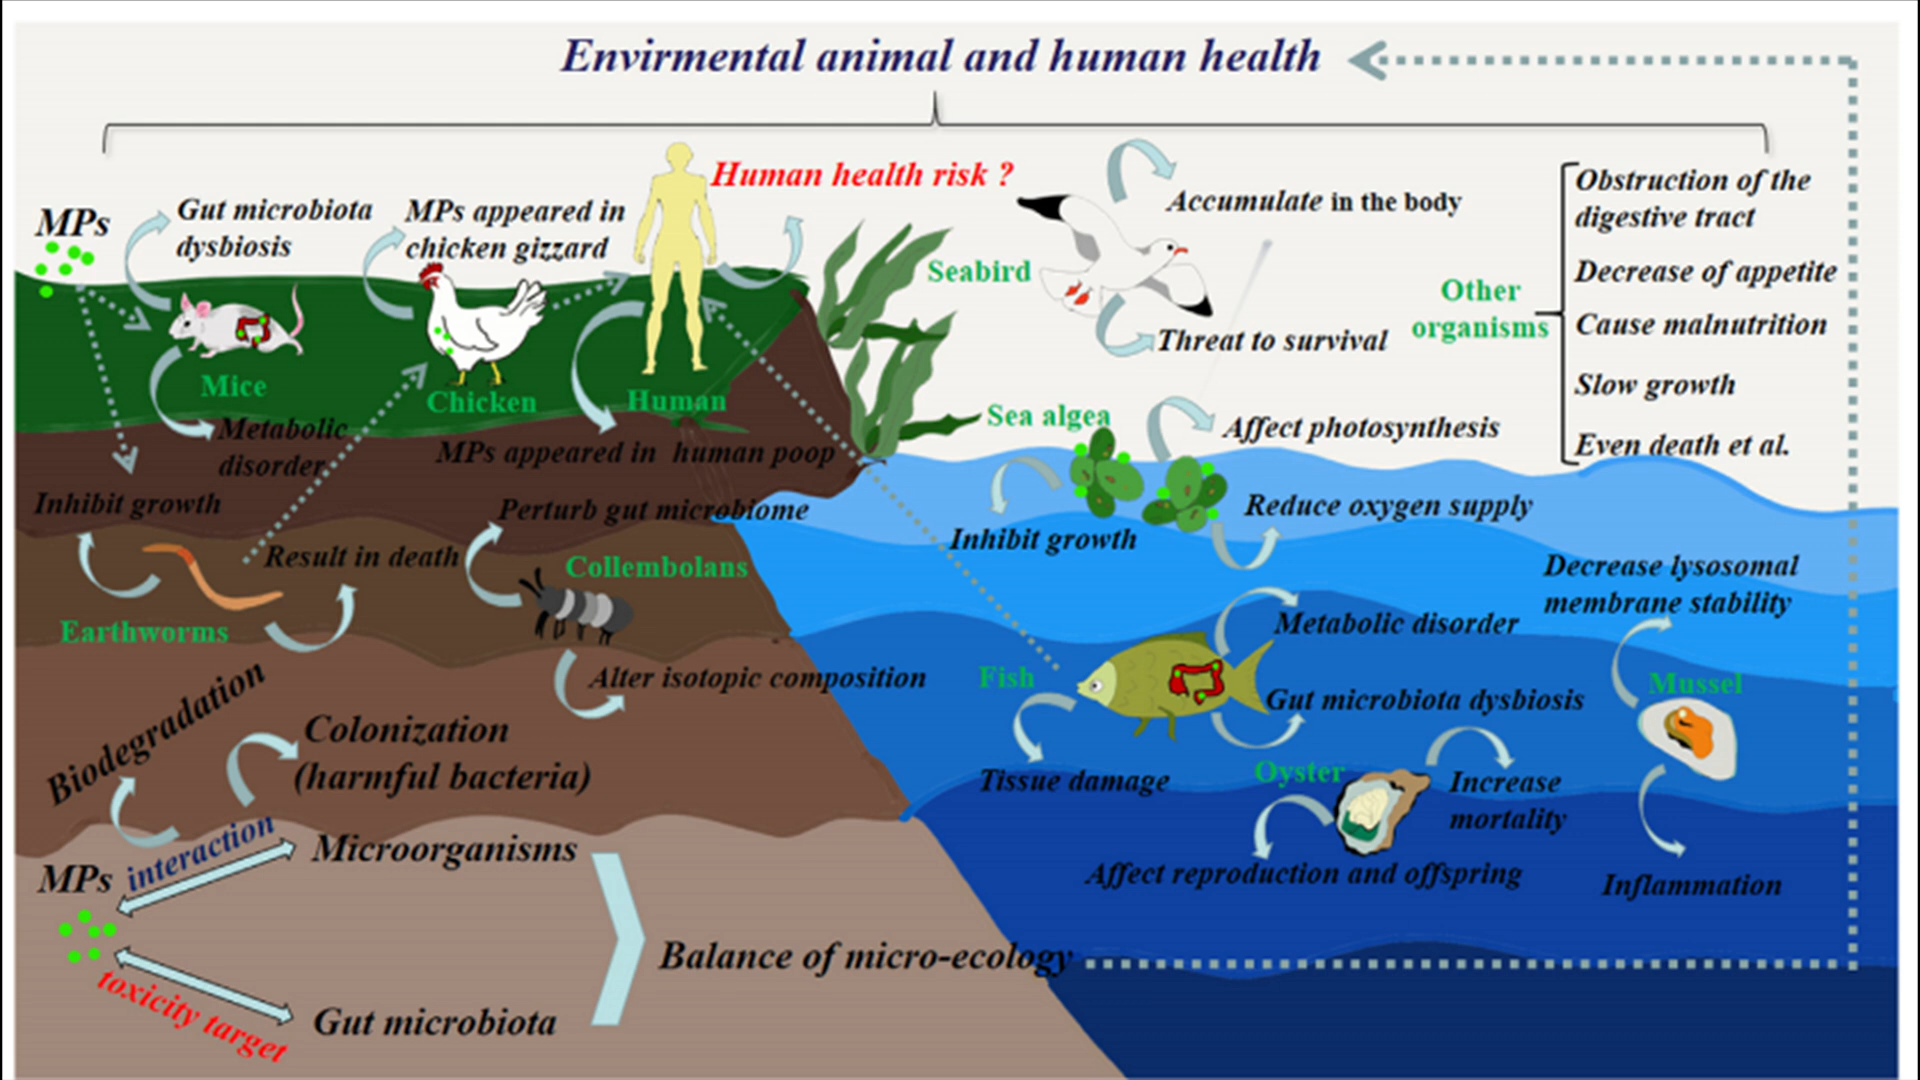 Envirmental animal and human health
MPs
Gut microbiota
dysbiosis
MPs appeared in
chicken gizzard
Human health risk ?
Mice
Chicken
Human
Metabolic
disorder
MPs appeared in human poop
Inhibit growth
Perturb gut microbiome
Result in death
Collembolans
Earthworms
Alter isotopic composition
Biodegradation
Colonization
(harmful bacteria)
interaction
Microorganisms
MPs
toxicity target
Gut microbiota
Balance of micro-ecology
Seabird
Accumulate in the body
Threat to survival
Other
organisms
Obstruction of the
digestive tract
Decrease of appetite
Cause malnutrition
Slow growth
Even death et al.
Sea algea
Affect photosynthesis
Inhibit growth
Reduce oxygen supply
Decrease lysosomal
membrane stability
Metabolic disorder
Fish
Gut microbiota dysbiosis
Mussel
Tissue damage
Oyster
Increase
mortality
Affect reproduction and offspring
Inflammation